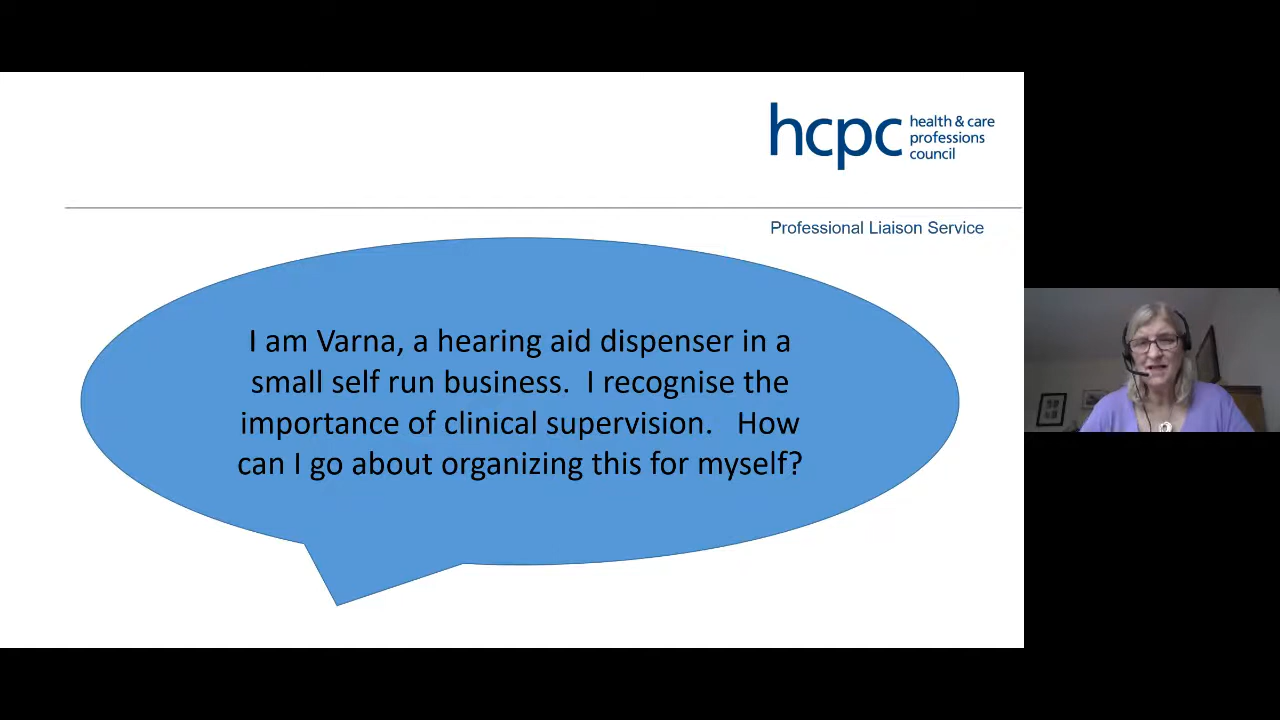 hcpc
health & care
professions
council
Professional Liaison Service
I am Varna, a hearing aid dispenser in a
small self run business.  I recognise the
importance of clinical supervision.   How
can I go about organizing this for myself?